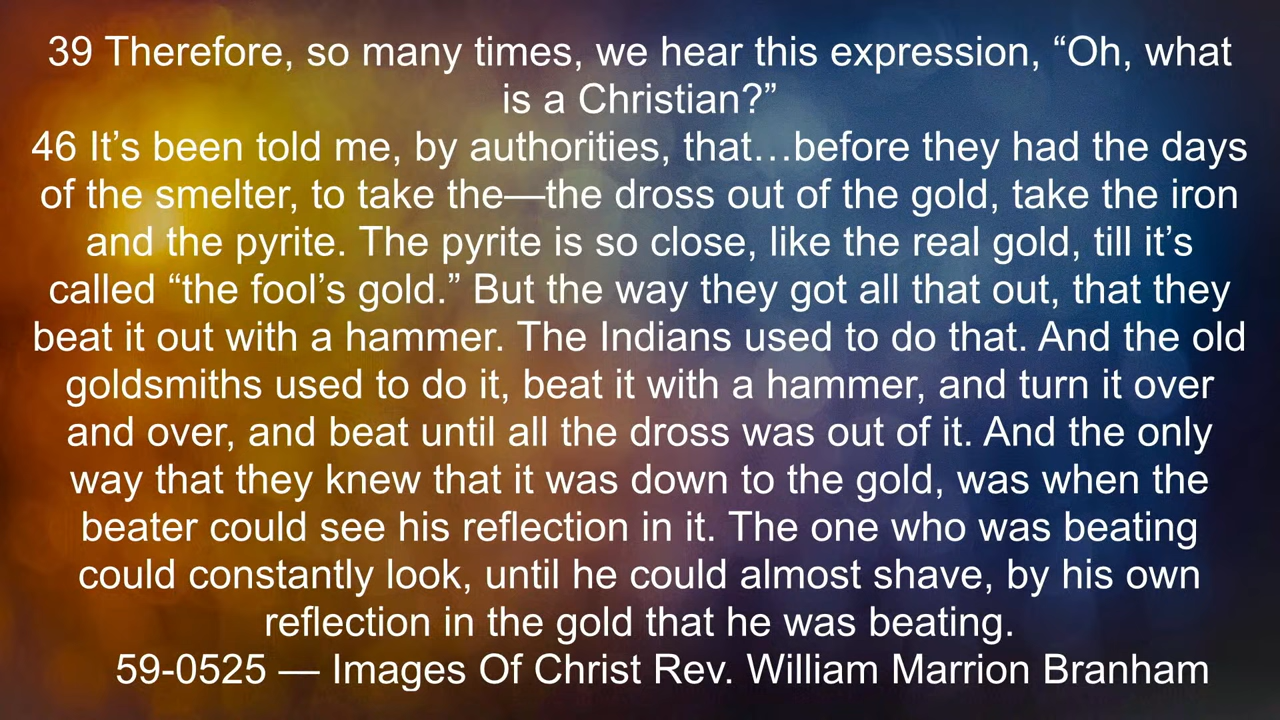 39 Therefore, so many times, we hear this expression, “Oh, what
is a Christian?”
46 It’s been told me, by authorities, that…before they had the days
of the smelter, to take the—the dross out of the gold, take the iron
and the pyrite. The pyrite is so close, like the real gold, till it’s
called “the fool’s gold.” But the way they got all that out, that they
beat it out with a hammer. The Indians used to do that. And the old
goldsmiths used to do it, beat it with a hammer, and turn it over
and over, and beat until all the dross was out of it. And the only
way that they knew that it was down to the gold, was when the
beater could see his reflection in it. The one who was beating
could constantly look, until he could almost shave, by his own
reflection in the gold that he was beating.
59-0525 — Images Of Christ Rev. William Marrion Branham